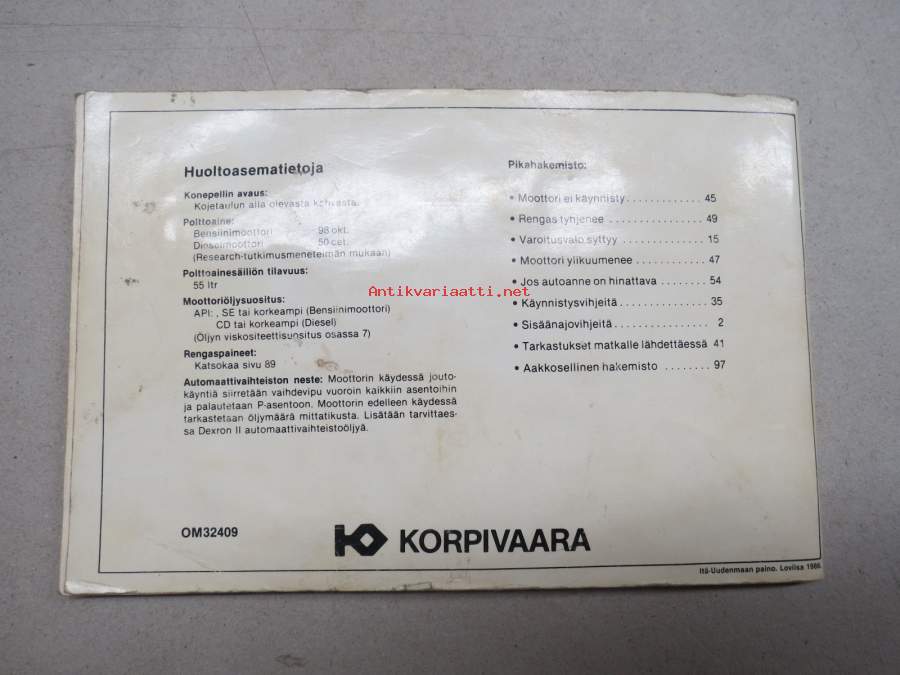 Huoltoasematietoja
Konepellin avaus:
Kojetaulun alla olevasta kahvasta.
Polttoaine:
Bensiinimoottori 98 okt.
Dieselmoottori 50 cet.
(Research-tutkimusmenetelmän mukaan)
Polttoainesäiliön tilavuus:
55 ltr
Moottoriöljysuositus:
API: , SE tai korkeampi (Bensiinimoottori)
CD tai korkeampi (Diesel)
(Öljyn viskositeettisuositus osassa 7)
Rengaspaineet:
Katsokaa sivu 89
Automaattivaihteiston neste: Moottorin käydessä jouto-
käyntiä siirretään vaihdevipu vuoroin kaikkiin asentoihin
ja palautetaan P-asentoon. Moottorin edelleen käydessä
tarkastetaan öljymäärä mittatikusta. Lisätään tarvittaes-
sa Dexron II automaattivaihteistoöljyä.
Pikahakemisto:
• Moottori ei käynnisty ............. 45
• Rengas tyhjenee ................ 49
• Varoitusvalo syttyy .............. 15
• Moottori ylikuumenee ............ 47
• Jos autoanne on hinattava ........ 54
• Käynnistysvihjeitä ............... 35
• Sisäänajovihjeitä ................ 2
• Tarkastukset matkalle lähdettäessä 41
• Aakkosellinen hakemisto ........ 97
Antikvariaatti.net
OM32409
KORPIVAARA
Itä-Uudenmaan paino. Loviisa 1986.